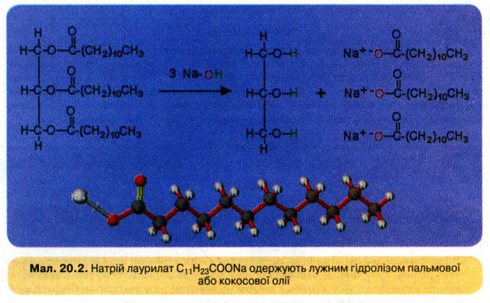 H O
H-C-O-C-(CH₂)₁₀CH₃
O
H-C-O-C-(CH₂)₁₀CH₃
O
H-C-O-C-(CH₂)₁₀CH₃
H
3 Na-OH
H
H-C-O-H
H-C-O-H
H-C-O-H
H
+
O
Na⁺⁻O-C-(CH₂)₁₀CH₃
O
Na⁺⁻O-C-(CH₂)₁₀CH₃
O
Na⁺⁻O-C-(CH₂)₁₀CH₃
Мал. 20.2. Натрій лаурилат C₁₁H₂₃COONa одержують лужним гідролізом пальмової
або кокосової олії